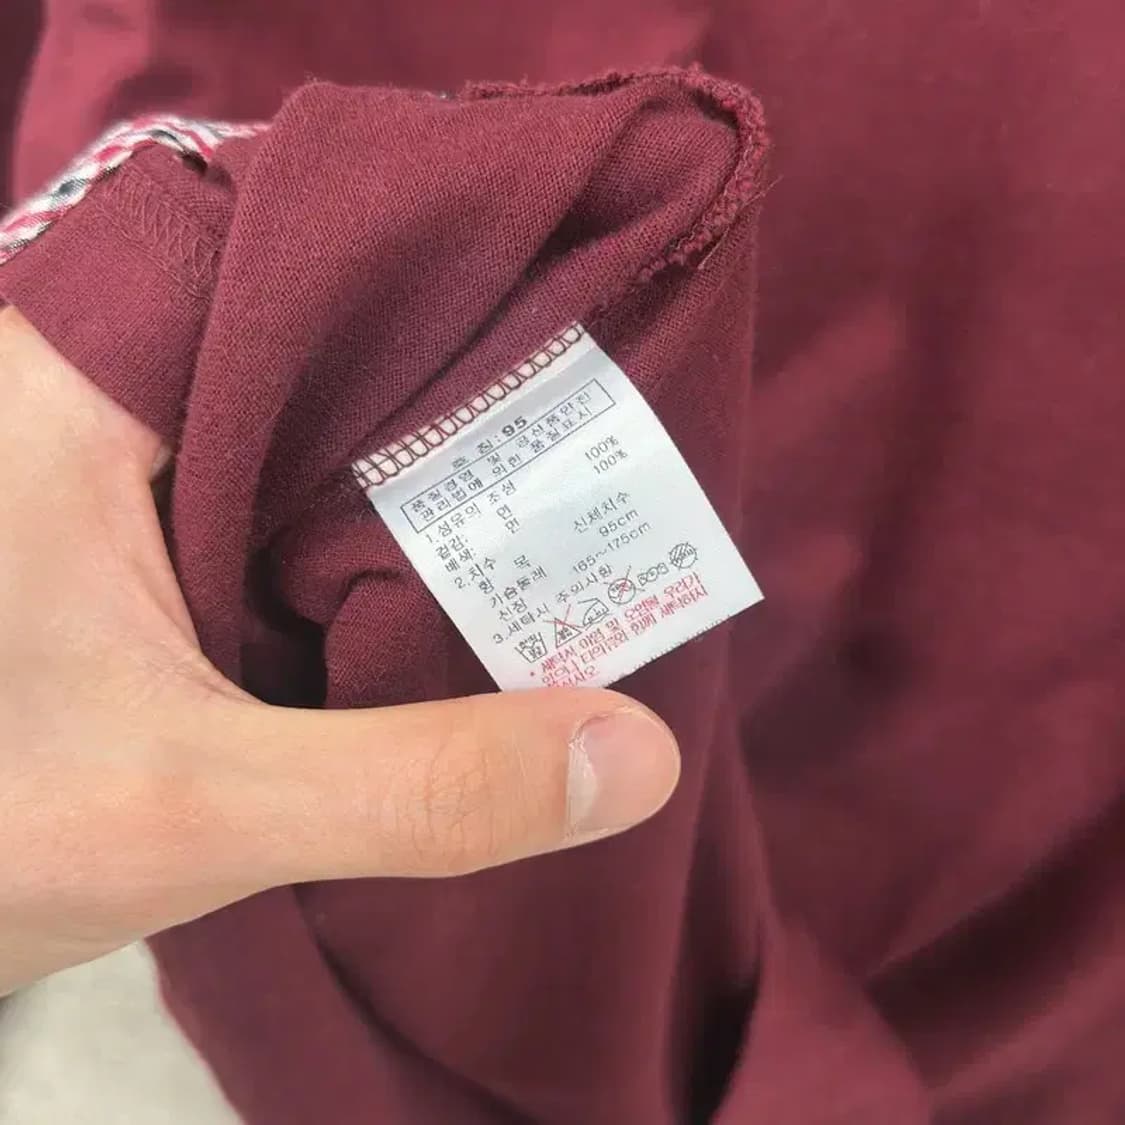 호 칭: 95
품질경영 및 공산품안전
관리법에 의한 품질표시
1.섬유의 조성
겉감: 면 100%
배색: 면 100%
2.치수 신체치수
항 목
가슴둘레 95cm
신장 165~175cm
3.세탁시 주의사항